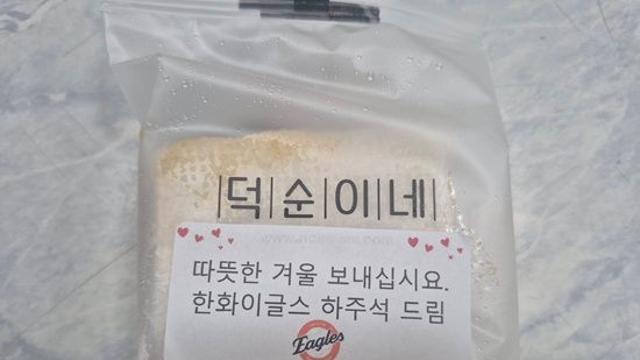 덕순이네
따뜻한 겨울 보내십시요.
한화이글스 하주석 드림
Eagles